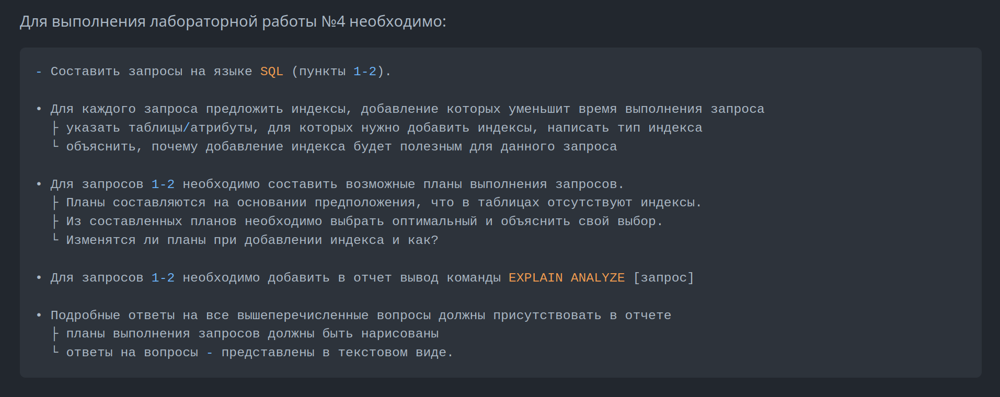 Для выполнения лабораторной работы №4 необходимо:
- Составить запросы на языке SQL (пункты 1-2).
• Для каждого запроса предложить индексы, добавление которых уменьшит время выполнения запроса
├ указать таблицы/атрибуты, для которых нужно добавить индексы, написать тип индекса
└ объяснить, почему добавление индекса будет полезным для данного запроса
• Для запросов 1-2 необходимо составить возможные планы выполнения запросов.
├ Планы составляются на основании предположения, что в таблицах отсутствуют индексы.
├ Из составленных планов необходимо выбрать оптимальный и объяснить свой выбор.
└ Изменятся ли планы при добавлении индекса и как?
• Для запросов 1-2 необходимо добавить в отчет вывод команды EXPLAIN ANALYZE [запрос]
• Подробные ответы на все вышеперечисленные вопросы должны присутствовать в отчете
├ планы выполнения запросов должны быть нарисованы
└ ответы на вопросы - представлены в текстовом виде.